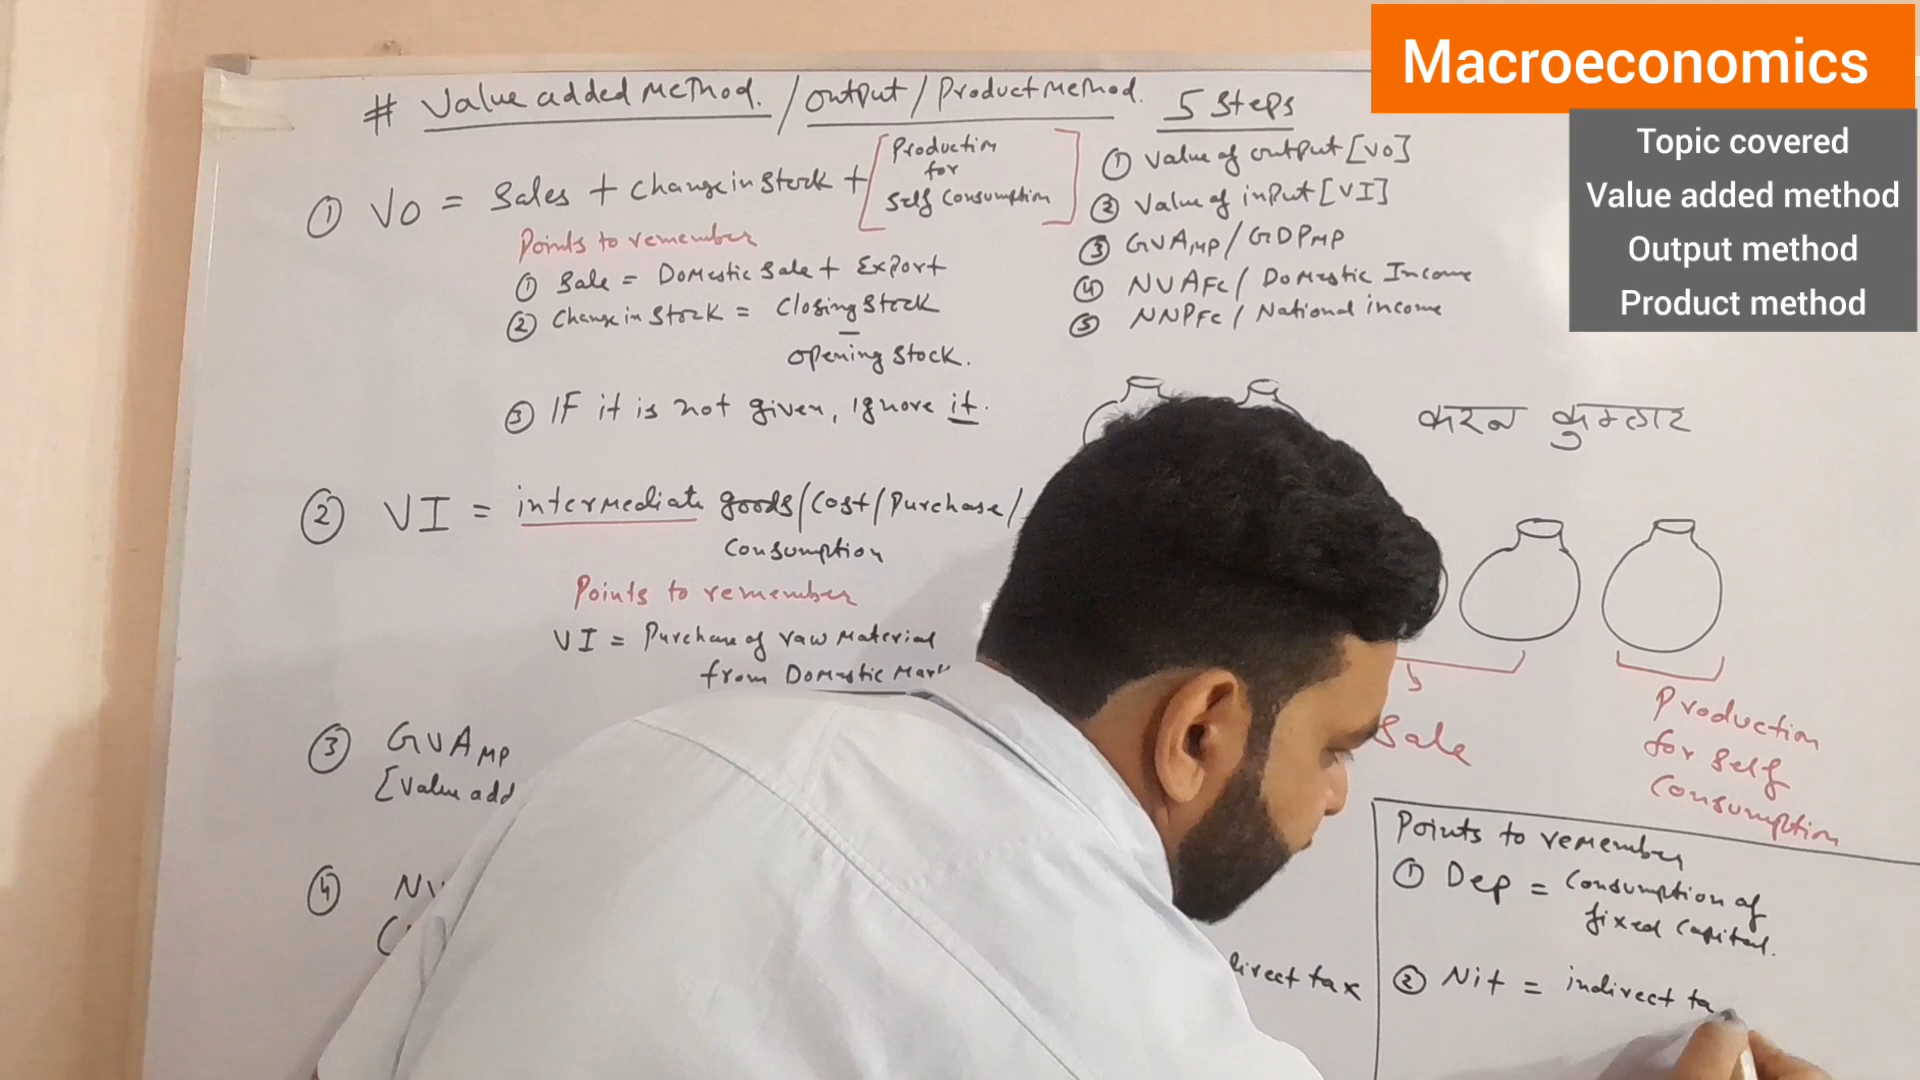 Macroeconomics
Topic covered
Value added method
Output method
Product method
# Value added Method. / output / Product Method.
① VO = Sales + Change in Stock + [Production for Self Consumption]
Points to remember
① Sale = Domestic Sale + Export
② Change in Stock = Closing Stock
-
opening Stock.
③ IF it is not given, ignore it.
② VI = intermediate goods/Cost/Purchase/
Consumption
Points to remember
VI = Purchase of raw Material
from Domestic
③ GVAMP
[Value add
④
5 Steps
① Value of output [VO]
② Value of input [VI]
③ GVAMP / GDPMP
④ NVAFC / Domestic Income
⑤ NNPFC / National income
करन कुम्हार
Sale
Production
for Self
Consumption
direct tax
Points to remember
① Dep = Consumption of
fixed Capital.
② Nit = indirect ta